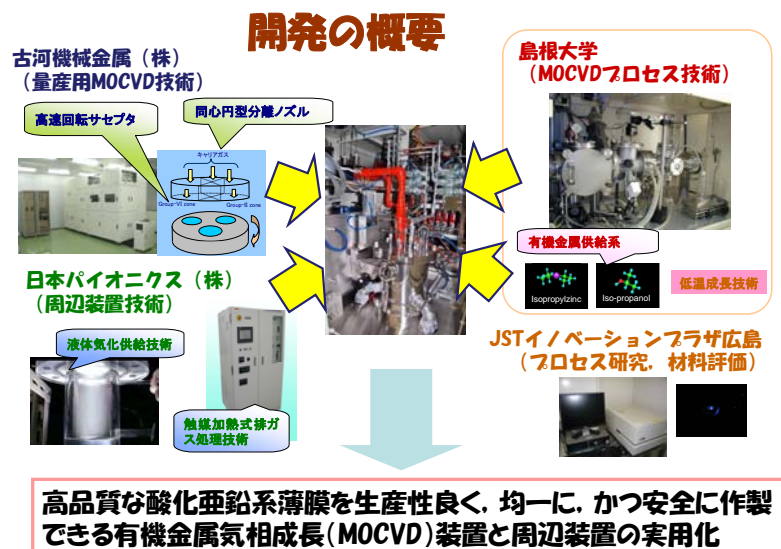 開発の概要
古河機械金属（株）
（量産用MOCVD技術）
高速回転サセプタ
同心円型分離ノズル
キャリアガス
Group-VI zone
Group-II zone
島根大学
（MOCVDプロセス技術）
有機金属供給系
Isopropylzinc
Iso-propanol
低温成長技術
日本パイオニクス（株）
（周辺装置技術）
液体気化供給技術
触媒加熱式排ガ
ス処理技術
JSTイノベーションプラザ広島
（プロセス研究，材料評価）
高品質な酸化亜鉛系薄膜を生産性良く，均一に，かつ安全に作製
できる有機金属気相成長（MOCVD）装置と周辺装置の実用化